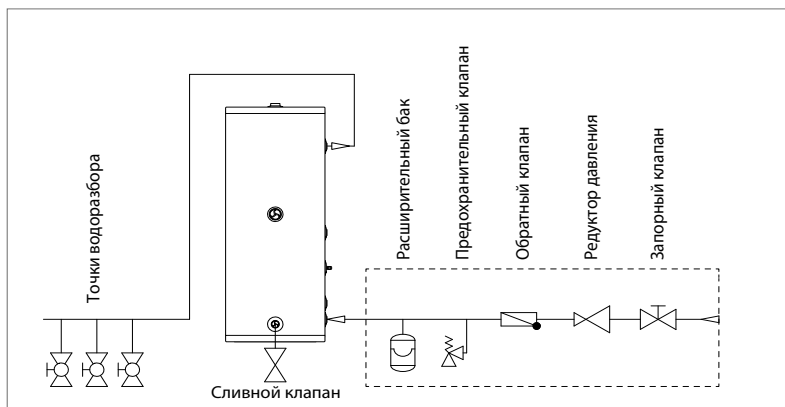 Точки водоразбора
Сливной клапан
Расширительный бак
Предохранительный клапан
Обратный клапан
Редуктор давления
Запорный клапан